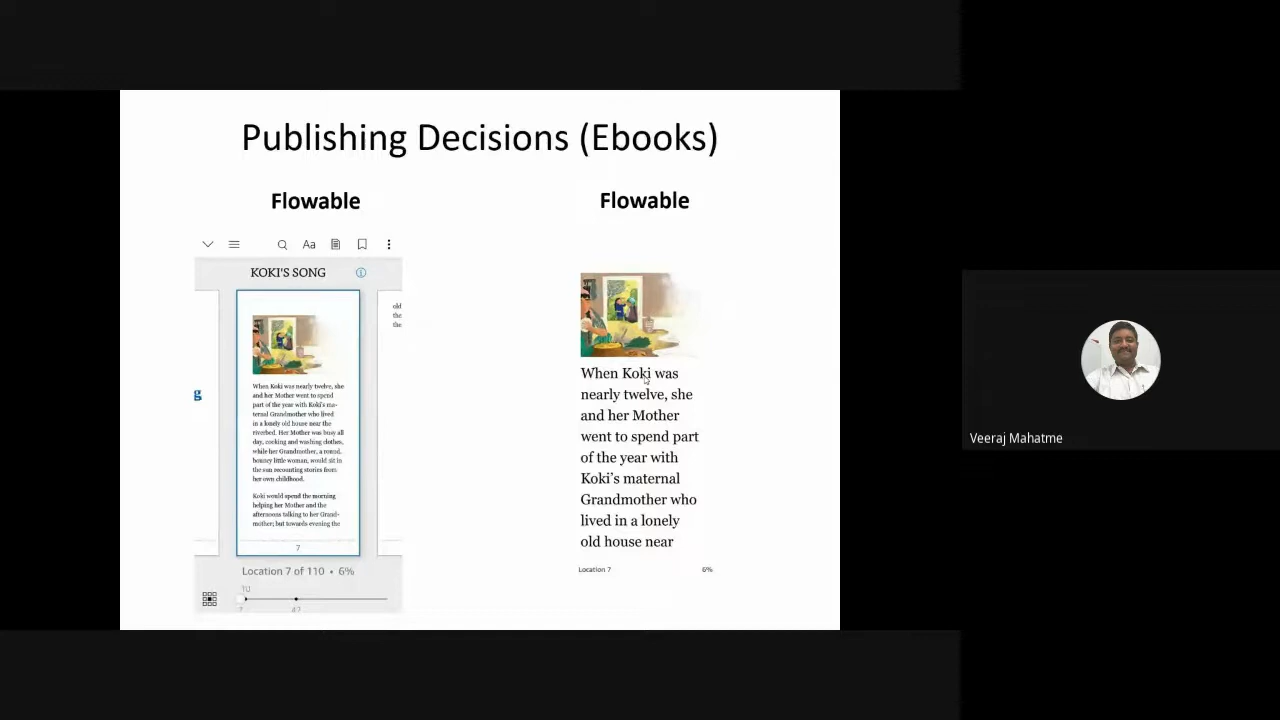 Publishing Decisions (Ebooks)
Flowable
Flowable
Aa
KOKI'S SONG
old
the
the
g
When Koki was nearly twelve, she
and her Mother went to spend
part of the year with Koki's ma-
ternal Grandmother who lived
in a lonely old house near the
riverbed. Her Mother was busy all
day, cooking and washing clothes,
while her Grandmother, a round,
bouncy little woman, would sit in
the sun recounting stories from
her own childhood.
Koki would spend the morning
helping her Mother and the
afternoons talking to her Grand-
mother; but towards evening the
7
Location 7 of 110 • 6%
When Koki was
nearly twelve, she
and her Mother
went to spend part
of the year with
Koki's maternal
Grandmother who
lived in a lonely
old house near
Location 7
6%
Veeraj Mahatme